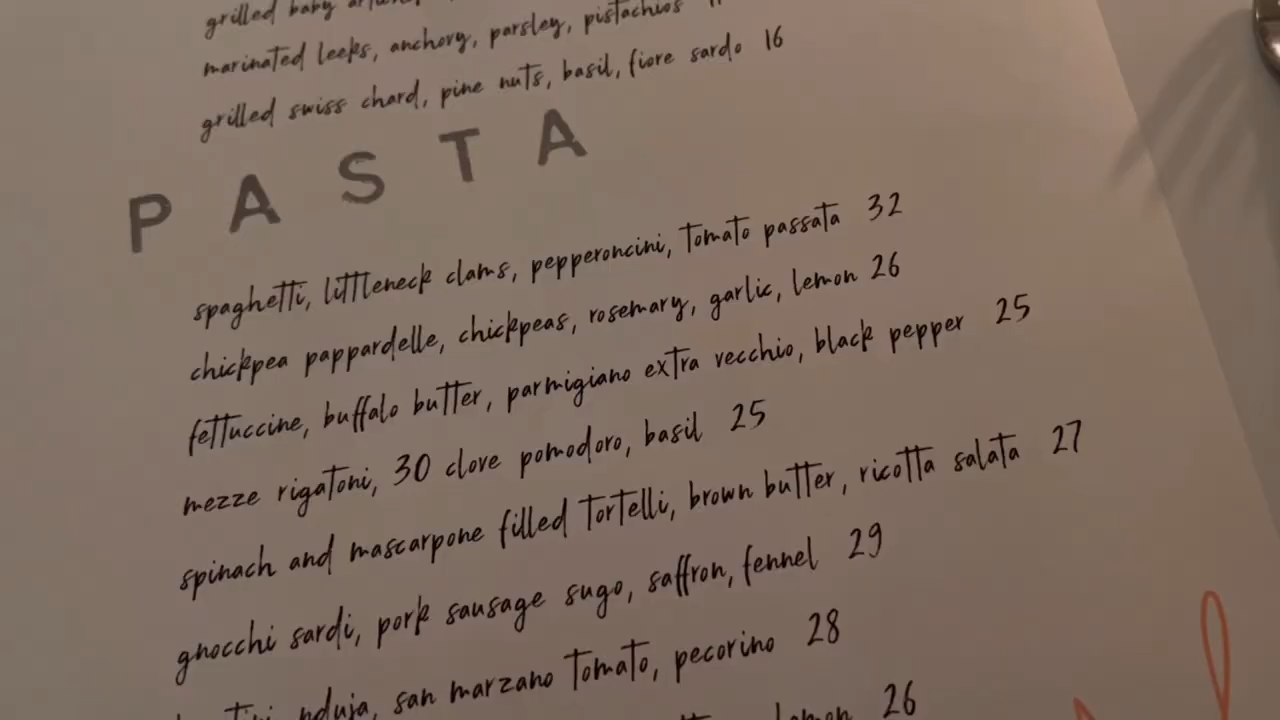 grilled baby
marinated leeks, anchovy, parsley, pistachios
grilled swiss chard, pine nuts, basil, fiore sardo 16
PASTA
spaghetti, littleneck clams, pepperoncini, tomato passata 32
chickpea pappardelle, chickpeas, rosemary, garlic, lemon 26
fettuccine, buffalo butter, parmigiano extra vecchio, black pepper 25
mezze rigatoni, 30 clove pomodoro, basil 25
spinach and mascarpone filled tortelli, brown butter, ricotta salata 27
gnocchi sardi, pork sausage sugo, saffron, fennel 29
nduja, san marzano tomato, pecorino 28
lemon 26